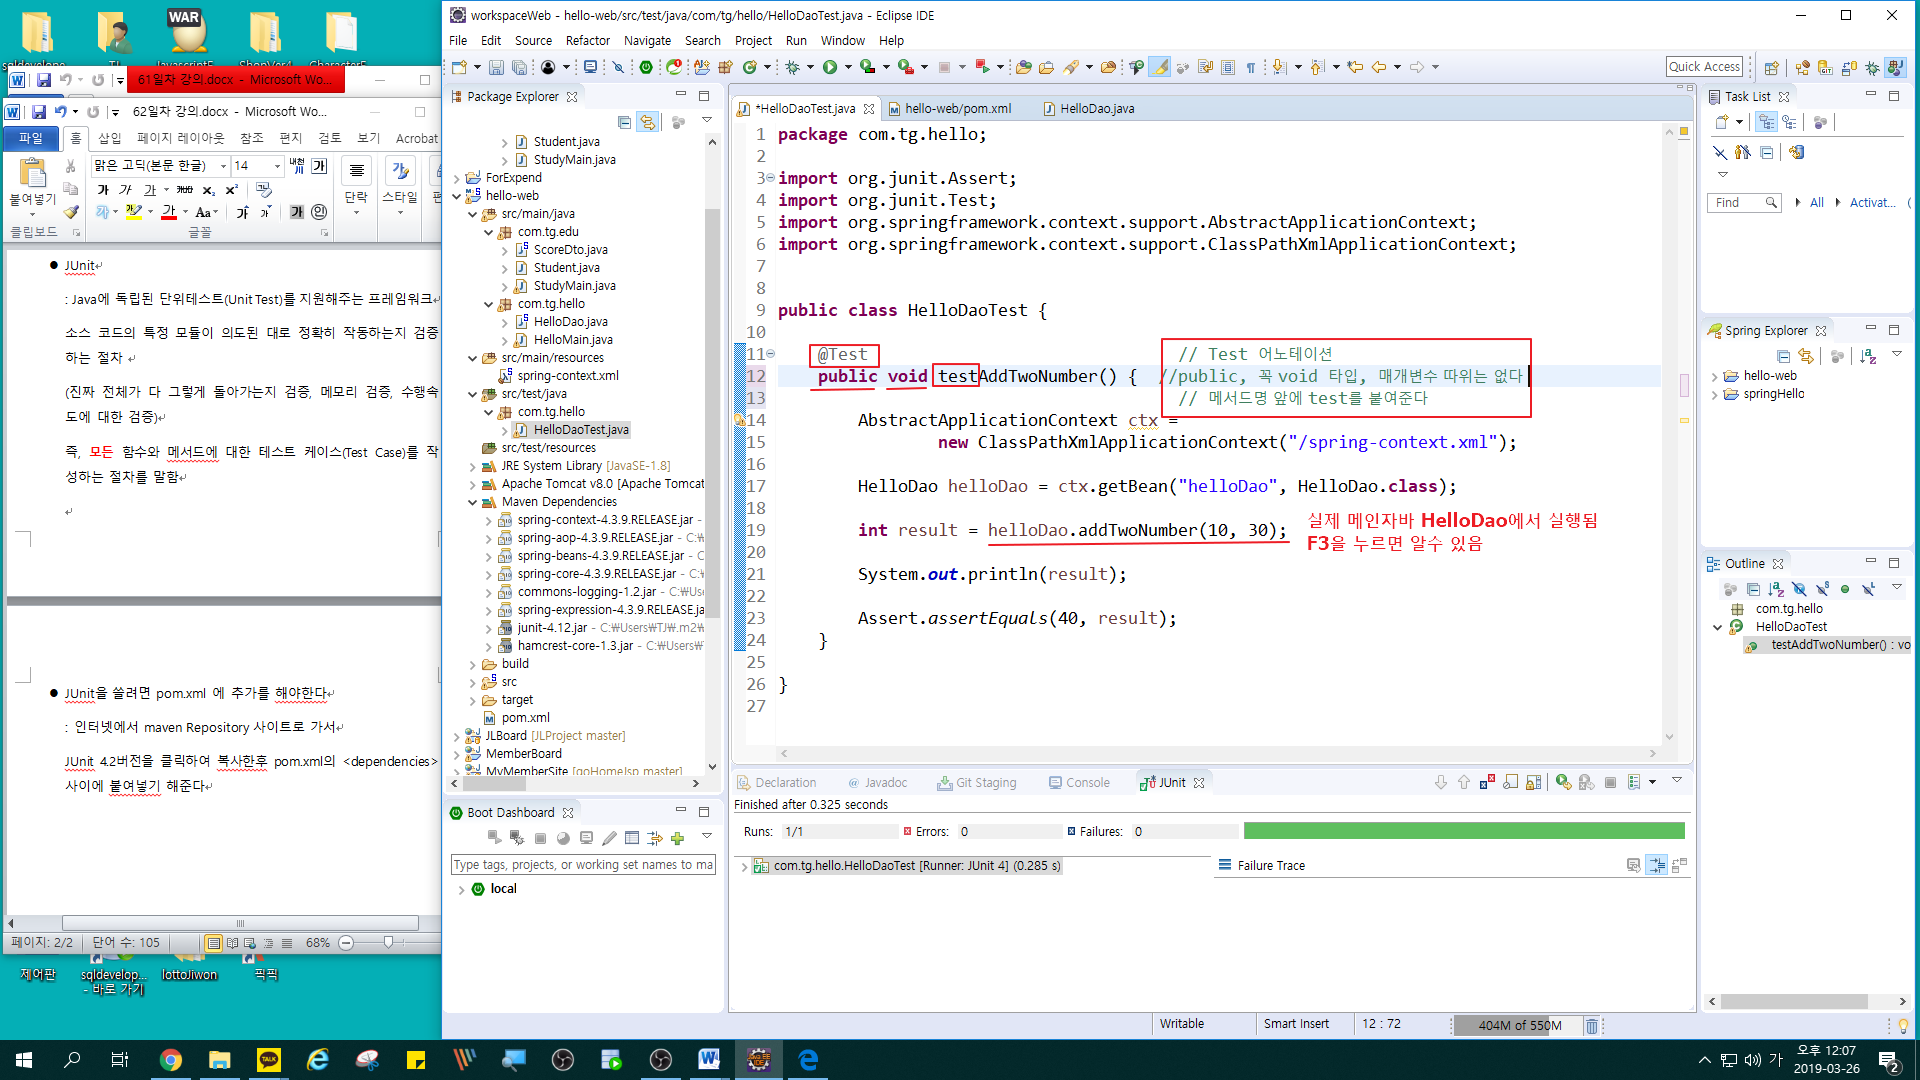 workspaceWeb - hello-web/src/test/java/com/tg/hello/HelloDaoTest.java - Eclipse IDE
File Edit Source Refactor Navigate Search Project Run Window Help
Quick Access
WAR
61일차 강의.docx - Microsoft Wo...
62일차 강의.docx - Microsoft Wo...
파일 홈 삽입 페이지 레이아웃 참조 편지 검토 보기 Acrobat
맑은 고딕(본문 한글) 14
붙여넣기
단락
스타일
클립보드
글꼴
● JUnit
: Java에 독립된 단위테스트(Unit Test)를 지원해주는 프레임워크
소스 코드의 특정 모듈이 의도된 대로 정확히 작동하는지 검증
하는 절차
(진짜 전체가 다 그렇게 돌아가는지 검증, 메모리 검증, 수행속
도에 대한 검증)
즉, 모든 함수와 메서드에 대한 테스트 케이스(Test Case)를 작
성하는 절차를 말함
● JUnit을 쓸려면 pom.xml 에 추가를 해야한다
: 인터넷에서 maven Repository 사이트로 가서
JUnit 4.2버전을 클릭하여 복사한후 pom.xml의 <dependencies>
사이에 붙여넣기 해준다
페이지: 2/2 단어 수: 105 68%
제어판
sqldevelop...
- 바로 가기
lottoJiwon
픽픽
Package Explorer
Student.java
StudyMain.java
ForExpend
hello-web
src/main/java
com.tg.edu
ScoreDto.java
Student.java
StudyMain.java
com.tg.hello
HelloDao.java
HelloMain.java
src/main/resources
spring-context.xml
src/test/java
com.tg.hello
HelloDaoTest.java
src/test/resources
JRE System Library [JavaSE-1.8]
Apache Tomcat v8.0 [Apache Tomcat
Maven Dependencies
spring-context-4.3.9.RELEASE.jar -
spring-aop-4.3.9.RELEASE.jar - C:₩
spring-beans-4.3.9.RELEASE.jar
spring-core-4.3.9.RELEASE.jar - C:₩
commons-logging-1.2.jar - C:₩Us
spring-expression-4.3.9.RELEASE.ja
junit-4.12.jar - C:₩Users₩TJ₩.m2₩
hamcrest-core-1.3.jar - C:₩Users₩
build
src
target
pom.xml
JLBoard [JLProject master]
MemberBoard
MyMemberSite [goHomeJsp master]
Boot Dashboard
Type tags, projects, or working set names to ma
local
*HelloDaoTest.java hello-web/pom.xml HelloDao.java
1 package com.tg.hello;
2
3 import org.junit.Assert;
4 import org.junit.Test;
5 import org.springframework.context.support.AbstractApplicationContext;
6 import org.springframework.context.support.ClassPathXmlApplicationContext;
7
8
9 public class HelloDaoTest {
10
11 @Test // Test 어노테이션
12 public void testAddTwoNumber() { //public, 꼭 void 타입, 매개변수 따위는 없다
13 // 메서드명 앞에 test를 붙여준다
14 AbstractApplicationContext ctx =
15 new ClassPathXmlApplicationContext("/spring-context.xml");
16
17 HelloDao helloDao = ctx.getBean("helloDao", HelloDao.class);
18
19 int result = helloDao.addTwoNumber(10, 30);
실제 메인자바 HelloDao에서 실행됨
F3을 누르면 알수 있음
20
21 System.out.println(result);
22
23 Assert.assertEquals(40, result);
24 }
25
26 }
27
Declaration Javadoc Git Staging Console JUnit
Finished after 0.325 seconds
Runs: 1/1 Errors: 0 Failures: 0
com.tg.hello.HelloDaoTest [Runner: JUnit 4] (0.285 s)
Failure Trace
Task List
Find All Activat...
Spring Explorer
hello-web
springHello
Outline
com.tg.hello
HelloDaoTest
testAddTwoNumber() : vo
Writable Smart Insert 12 : 72 404M of 550M
TALK
오후 12:07
2019-03-26
가
2